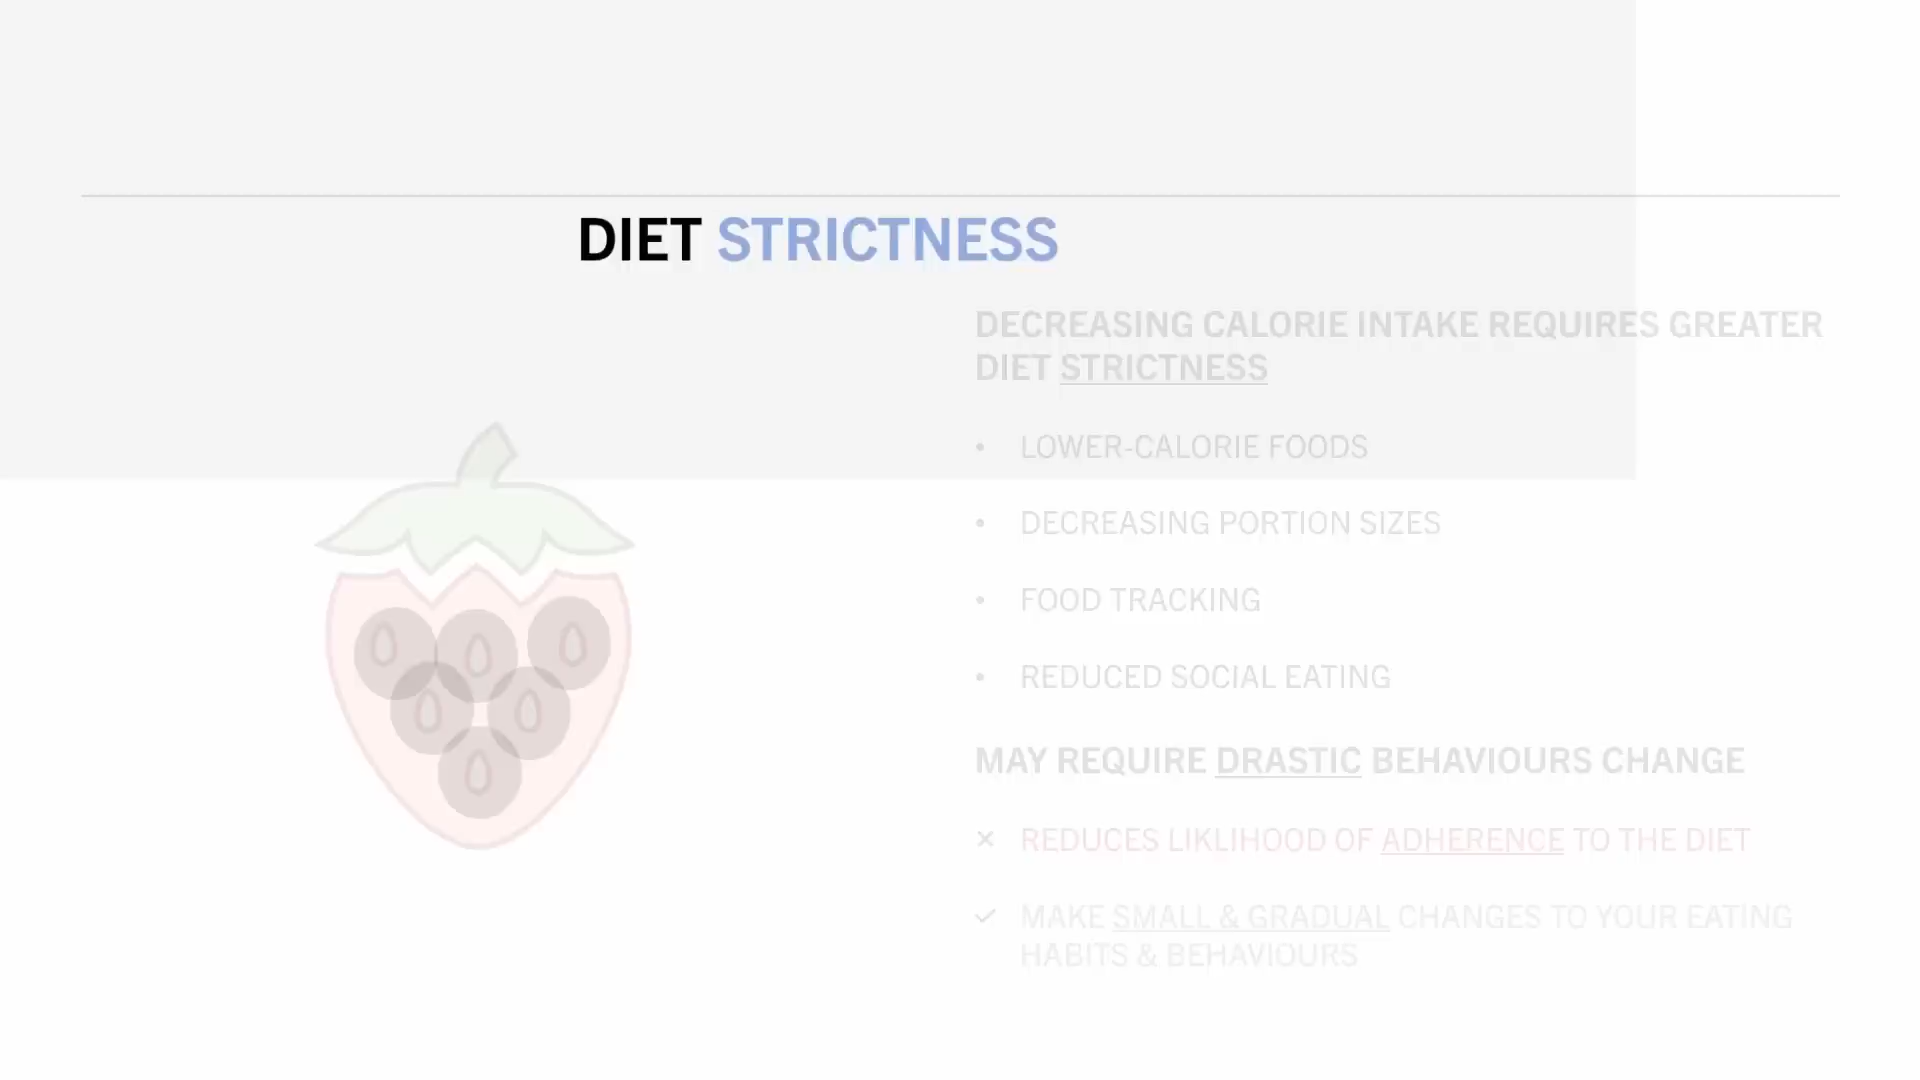 DIET STRICTNESS
DECREASING CALORIE INTAKE REQUIRES GREATER
DIET STRICTNESS
• LOWER-CALORIE FOODS
• DECREASING PORTION SIZES
• FOOD TRACKING
• REDUCED SOCIAL EATING
MAY REQUIRE DRASTIC BEHAVIOURS CHANGE
× REDUCES LIKLIHOOD OF ADHERENCE TO THE DIET
✓ MAKE SMALL & GRADUAL CHANGES TO YOUR EATING
HABITS & BEHAVIOURS